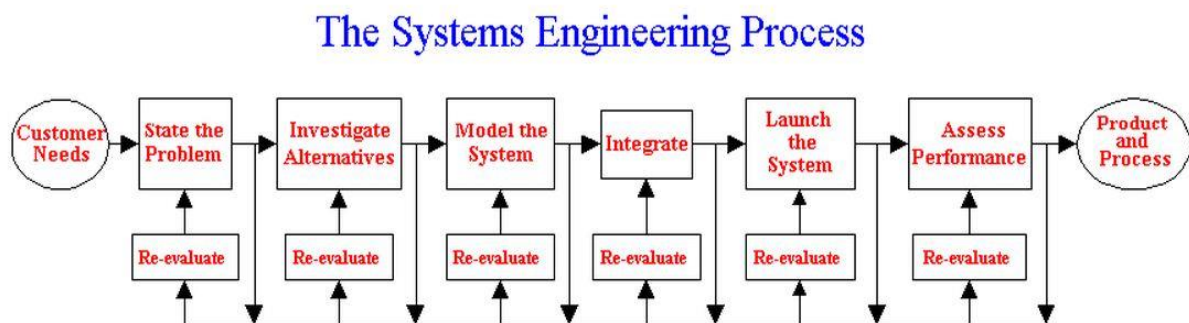 The Systems Engineering Process
Customer
Needs
State the
Problem
Investigate
Alternatives
Model the
System
Integrate
Launch
the
System
Assess
Performance
Product
and
Process
Re-evaluate
Re-evaluate
Re-evaluate
Re-evaluate
Re-evaluate
Re-evaluate